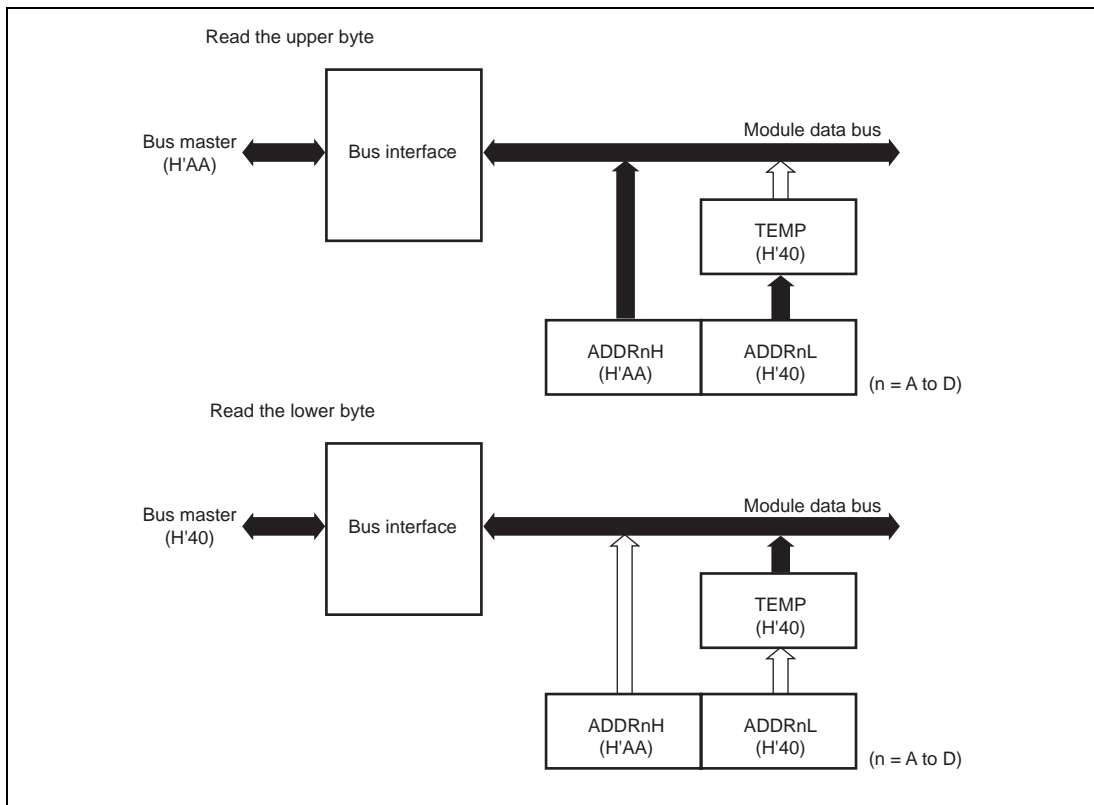 Read the upper byte
Bus master
(H'AA)
Bus interface
Module data bus
TEMP
(H'40)
ADDRnH
(H'AA)
ADDRnL
(H'40)
(n = A to D)
Read the lower byte
Bus master
(H'40)
Bus interface
Module data bus
TEMP
(H'40)
ADDRnH
(H'AA)
ADDRnL
(H'40)
(n = A to D)